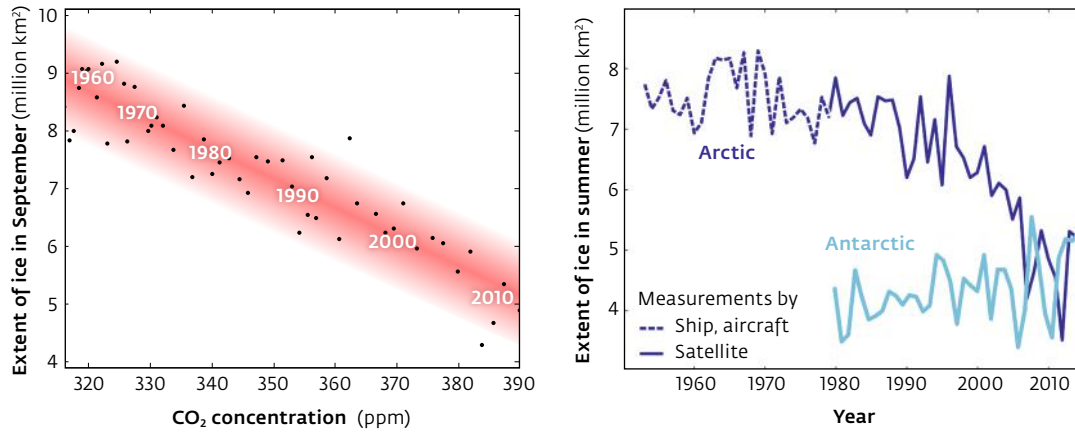 Extent of ice in September (million km²)
10
9
8
7
6
5
4
1960
1970
1980
1990
2000
2010
320 330 340 350 360 370 380 390
CO₂ concentration (ppm)
Extent of ice in summer (million km²)
9
8
7
6
5
4
Arctic
Antarctic
Measurements by
Ship, aircraft
Satellite
1960 1970 1980 1990 2000 2010
Year